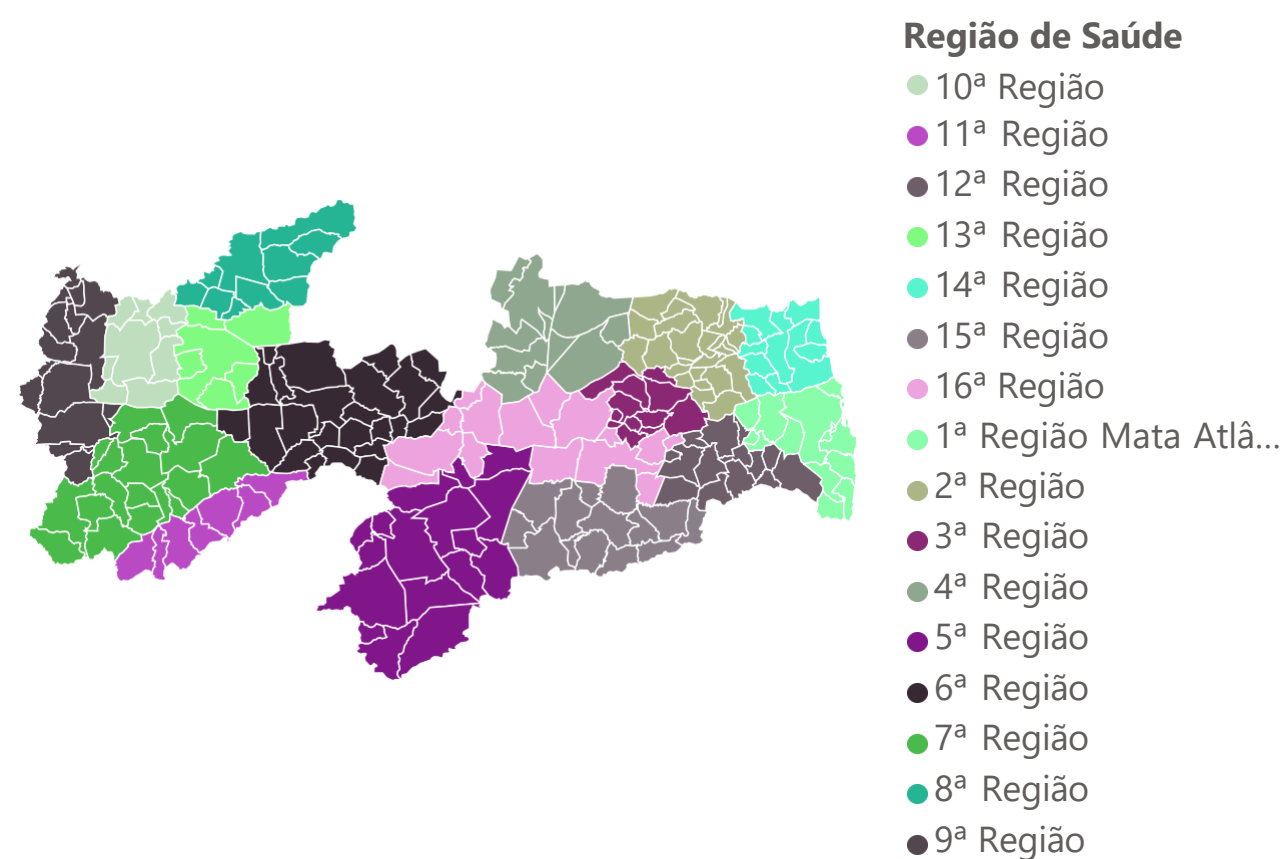 Região de Saúde
10ª Região
11ª Região
12ª Região
13ª Região
14ª Região
15ª Região
16ª Região
1ª Região Mata Atlâ...
2ª Região
3ª Região
4ª Região
5ª Região
6ª Região
7ª Região
8ª Região
9ª Região